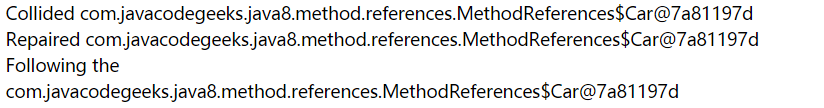 Collided com.javacodegeeks.java8.method.references.MethodReferences$Car@7a81197d
Repaired com.javacodegeeks.java8.method.references.MethodReferences$Car@7a81197d
Following the
com.javacodegeeks.java8.method.references.MethodReferences$Car@7a81197d